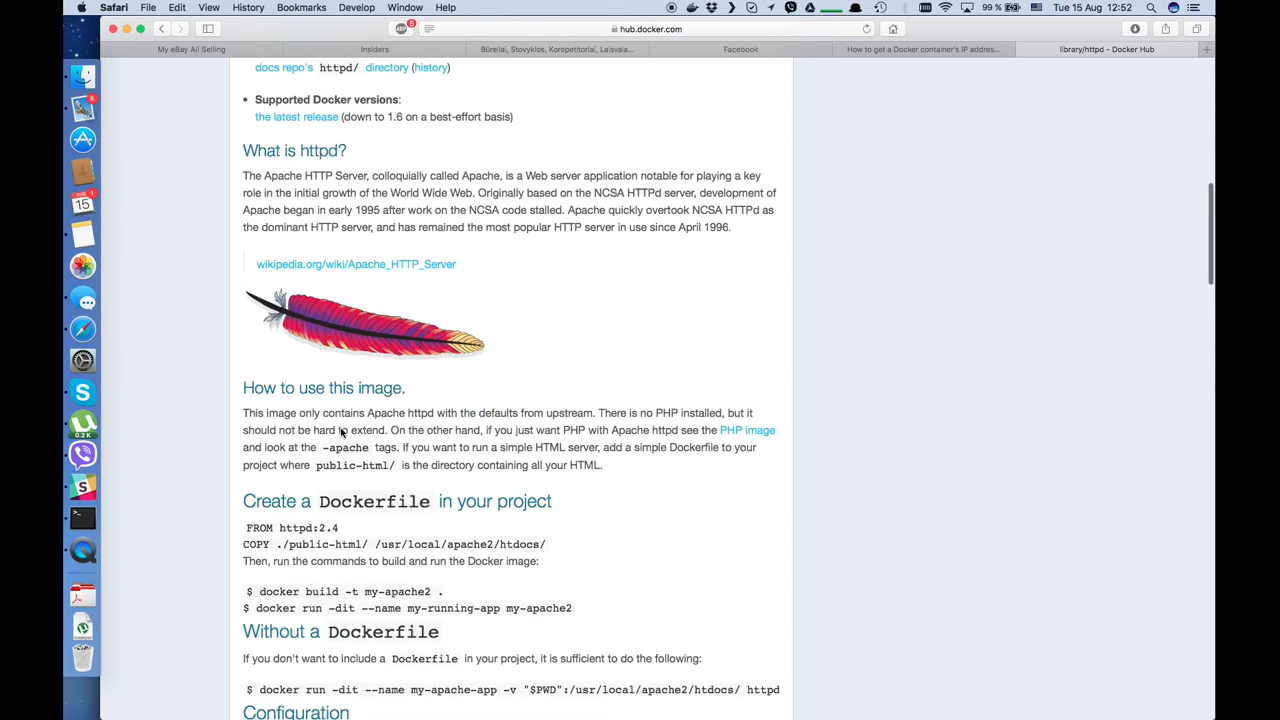 Safari File Edit View History Bookmarks Develop Window Help
99 % Tue 15 Aug 12:52
5
hub.docker.com
My eBay All Selling
Insiders
Būreliai, Stovyklos, Korepetitoriai, Laisvala...
Facebook
How to get a Docker container's IP addres...
library/httpd - Docker Hub
docs repo's httpd/ directory (history)
• Supported Docker versions:
the latest release (down to 1.6 on a best-effort basis)
What is httpd?
The Apache HTTP Server, colloquially called Apache, is a Web server application notable for playing a key
role in the initial growth of the World Wide Web. Originally based on the NCSA HTTPd server, development of
Apache began in early 1995 after work on the NCSA code stalled. Apache quickly overtook NCSA HTTPd as
the dominant HTTP server, and has remained the most popular HTTP server in use since April 1996.
wikipedia.org/wiki/Apache_HTTP_Server
How to use this image.
This image only contains Apache httpd with the defaults from upstream. There is no PHP installed, but it
should not be hard to extend. On the other hand, if you just want PHP with Apache httpd see the PHP image
and look at the -apache tags. If you want to run a simple HTML server, add a simple Dockerfile to your
project where public-html/ is the directory containing all your HTML.
Create a Dockerfile in your project
FROM httpd:2.4
COPY ./public-html/ /usr/local/apache2/htdocs/
Then, run the commands to build and run the Docker image:
$ docker build -t my-apache2 .
$ docker run -dit --name my-running-app my-apache2
Without a Dockerfile
If you don't want to include a Dockerfile in your project, it is sufficient to do the following:
$ docker run -dit --name my-apache-app -v "$PWD":/usr/local/apache2/htdocs/ httpd
Configuration
8
AUG 1
15
0.2 K